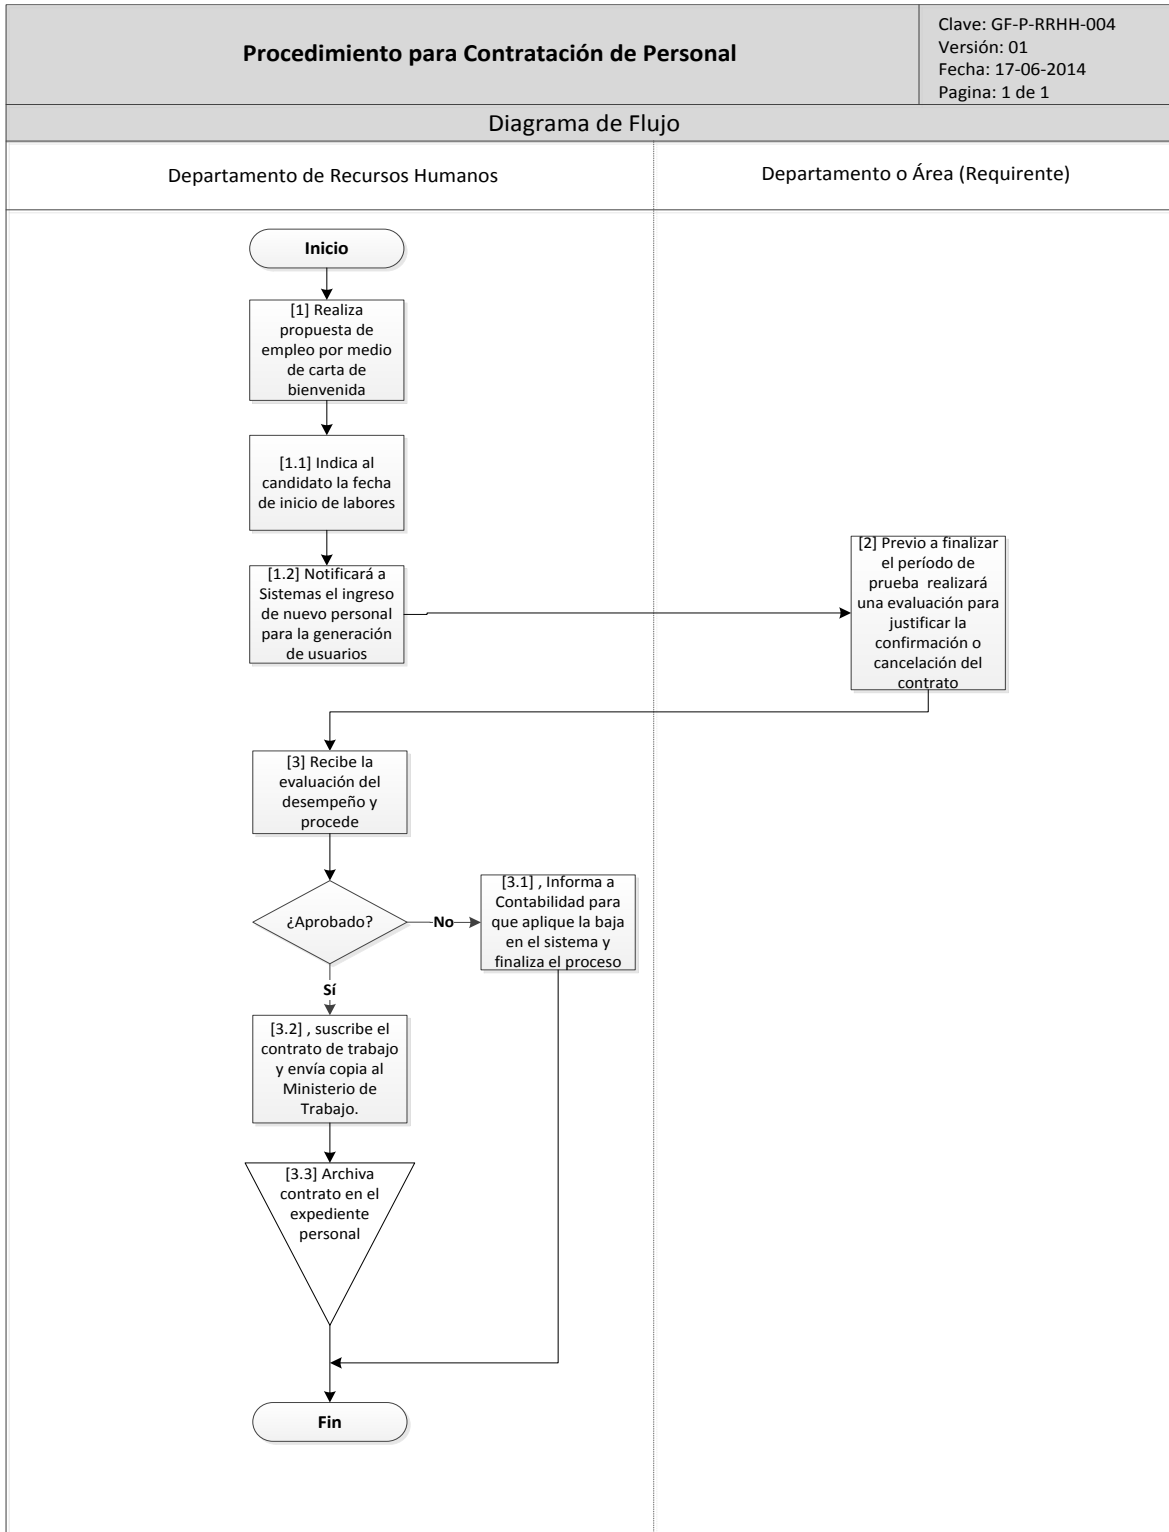 Procedimiento para Contratación de Personal
Clave: GF-P-RRHH-004
Versión: 01
Fecha: 17-06-2014
Pagina: 1 de 1
Diagrama de Flujo
Departamento de Recursos Humanos
Departamento o Área (Requirente)
Inicio
[1] Realiza
propuesta de
empleo por medio
de carta de
bienvenida
[1.1] Indica al
candidato la fecha
de inicio de labores
[1.2] Notificará a
Sistemas el ingreso
de nuevo personal
para la generación
de usuarios
[2] Previo a finalizar
el período de
prueba  realizará
una evaluación para
justificar la
confirmación o
cancelación del
contrato
[3] Recibe la
evaluación del
desempeño y
procede
¿Aprobado?
No
[3.1] , Informa a
Contabilidad para
que aplique la baja
en el sistema y
finaliza el proceso
Sí
[3.2] , suscribe el
contrato de trabajo
y envía copia al
Ministerio de
Trabajo.
[3.3] Archiva
contrato en el
expediente
personal
Fin